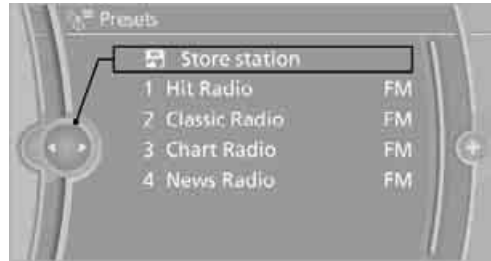 Presets
Store station
1 Hit Radio FM
2 Classic Radio FM
3 Chart Radio FM
4 News Radio FM